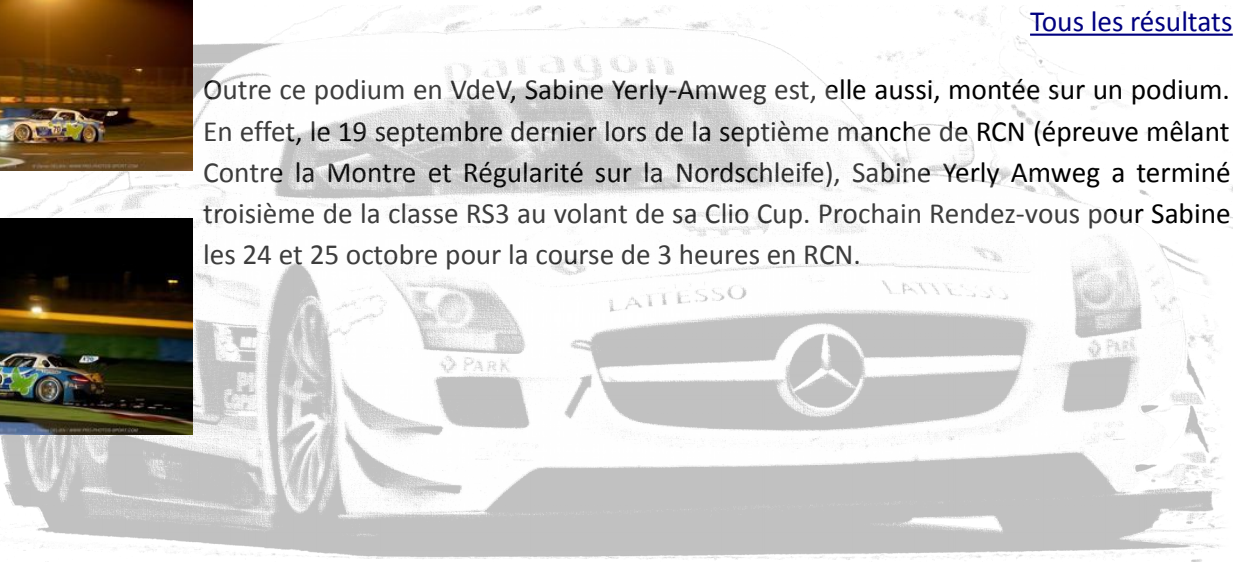 Tous les résultats
paragon
Outre ce podium en VdeV, Sabine Yerly-Amweg est, elle aussi, montée sur un podium.
En effet, le 19 septembre dernier lors de la septième manche de RCN (épreuve mêlant
Contre la Montre et Régularité sur la Nordschleife), Sabine Yerly Amweg a terminé
troisième de la classe RS3 au volant de sa Clio Cup. Prochain Rendez-vous pour Sabine
les 24 et 25 octobre pour la course de 3 heures en RCN.
LATTESSO LATTESSO
PARK PARK